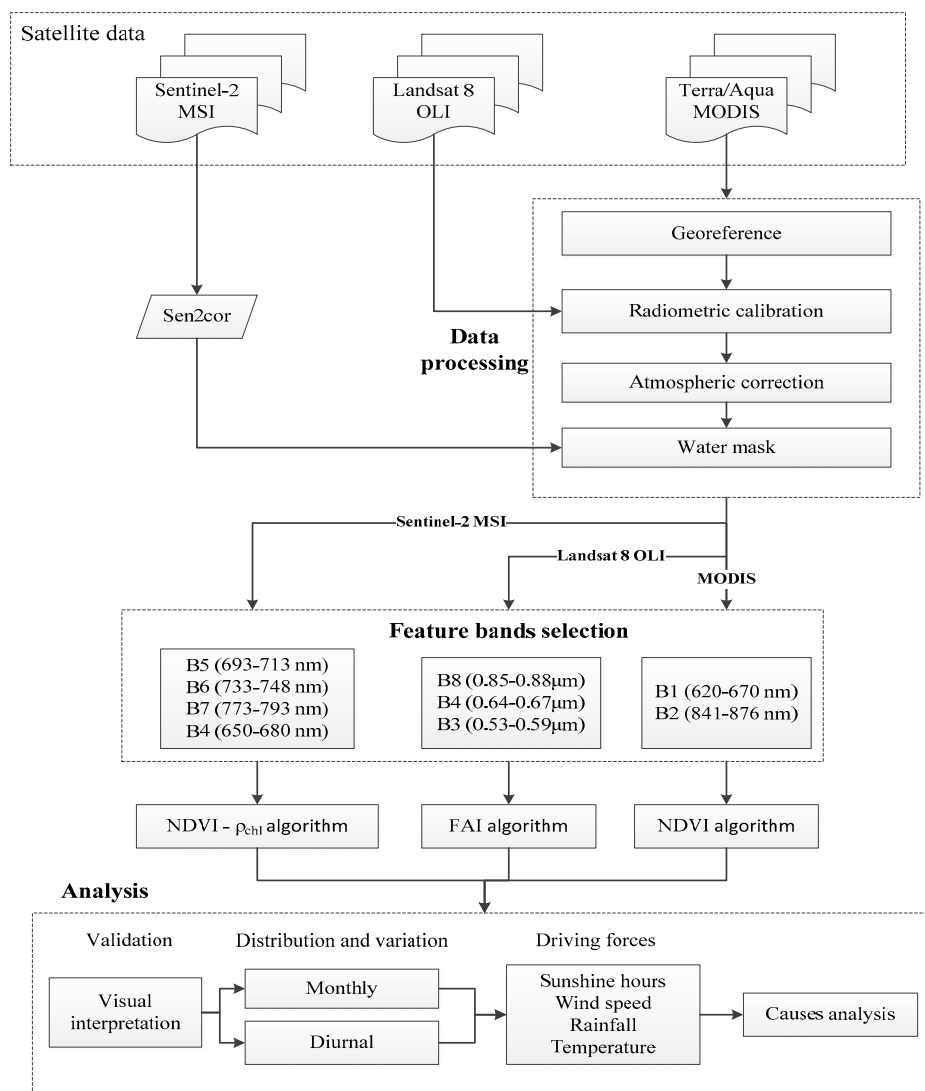 Satellite data
Sentinel-2
MSI
Landsat 8
OLI
Terra/Aqua
MODIS
Georeference
Radiometric calibration
Sen2cor
Data
processing
Atmospheric correction
Water mask
Sentinel-2 MSI
Landsat 8 OLI
MODIS
Feature bands selection
B5 (693-713 nm)
B6 (733-748 nm)
B7 (773-793 nm)
B4 (650-680 nm)
B8 (0.85-0.88μm)
B4 (0.64-0.67μm)
B3 (0.53-0.59μm)
B1 (620-670 nm)
B2 (841-876 nm)
NDVI - ρchl algorithm
FAI algorithm
NDVI algorithm
Analysis
Validation
Distribution and variation
Driving forces
Visual
interpretation
Monthly
Diurnal
Sunshine hours
Wind speed
Rainfall
Temperature
Causes analysis